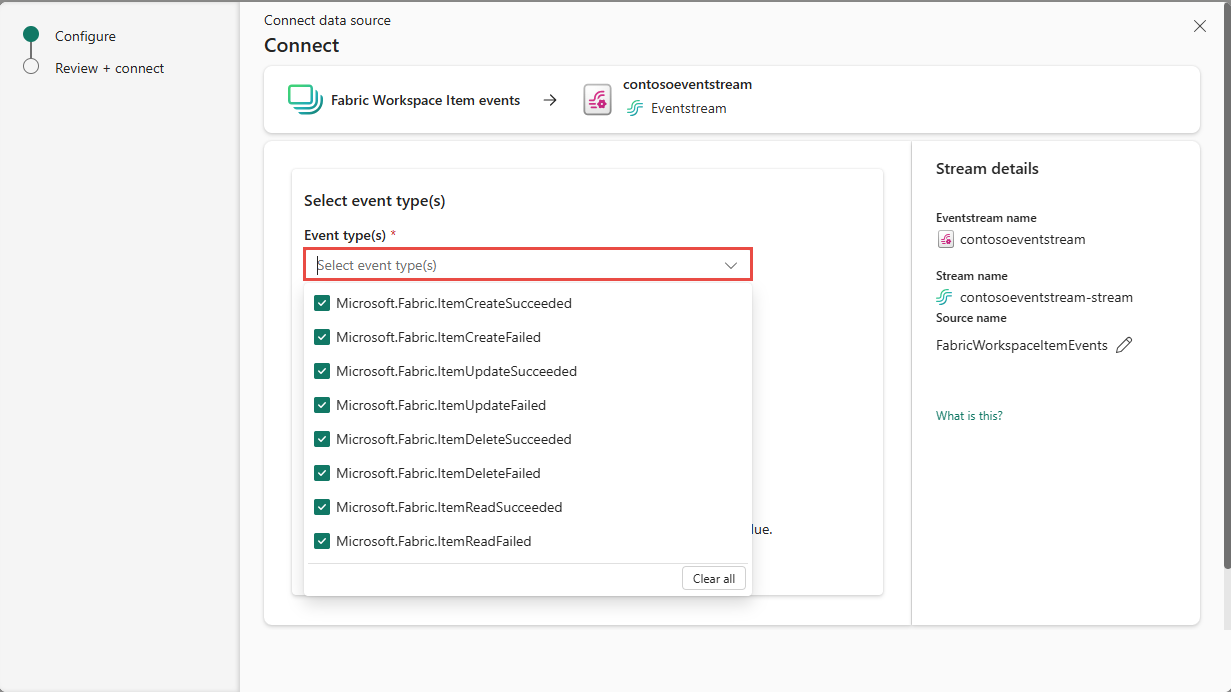 Configure
Review + connect
Connect data source
Connect
Fabric Workspace Item events
contosoeventstream
Eventstream
Select event type(s)
Event type(s) *
Select event type(s)
Microsoft.Fabric.ItemCreateSucceeded
Microsoft.Fabric.ItemCreateFailed
Microsoft.Fabric.ItemUpdateSucceeded
Microsoft.Fabric.ItemUpdateFailed
Microsoft.Fabric.ItemDeleteSucceeded
Microsoft.Fabric.ItemDeleteFailed
Microsoft.Fabric.ItemReadSucceeded
Microsoft.Fabric.ItemReadFailed
Clear all
Stream details
Eventstream name
contosoeventstream
Stream name
contosoeventstream-stream
Source name
FabricWorkspaceItemEvents
What is this?